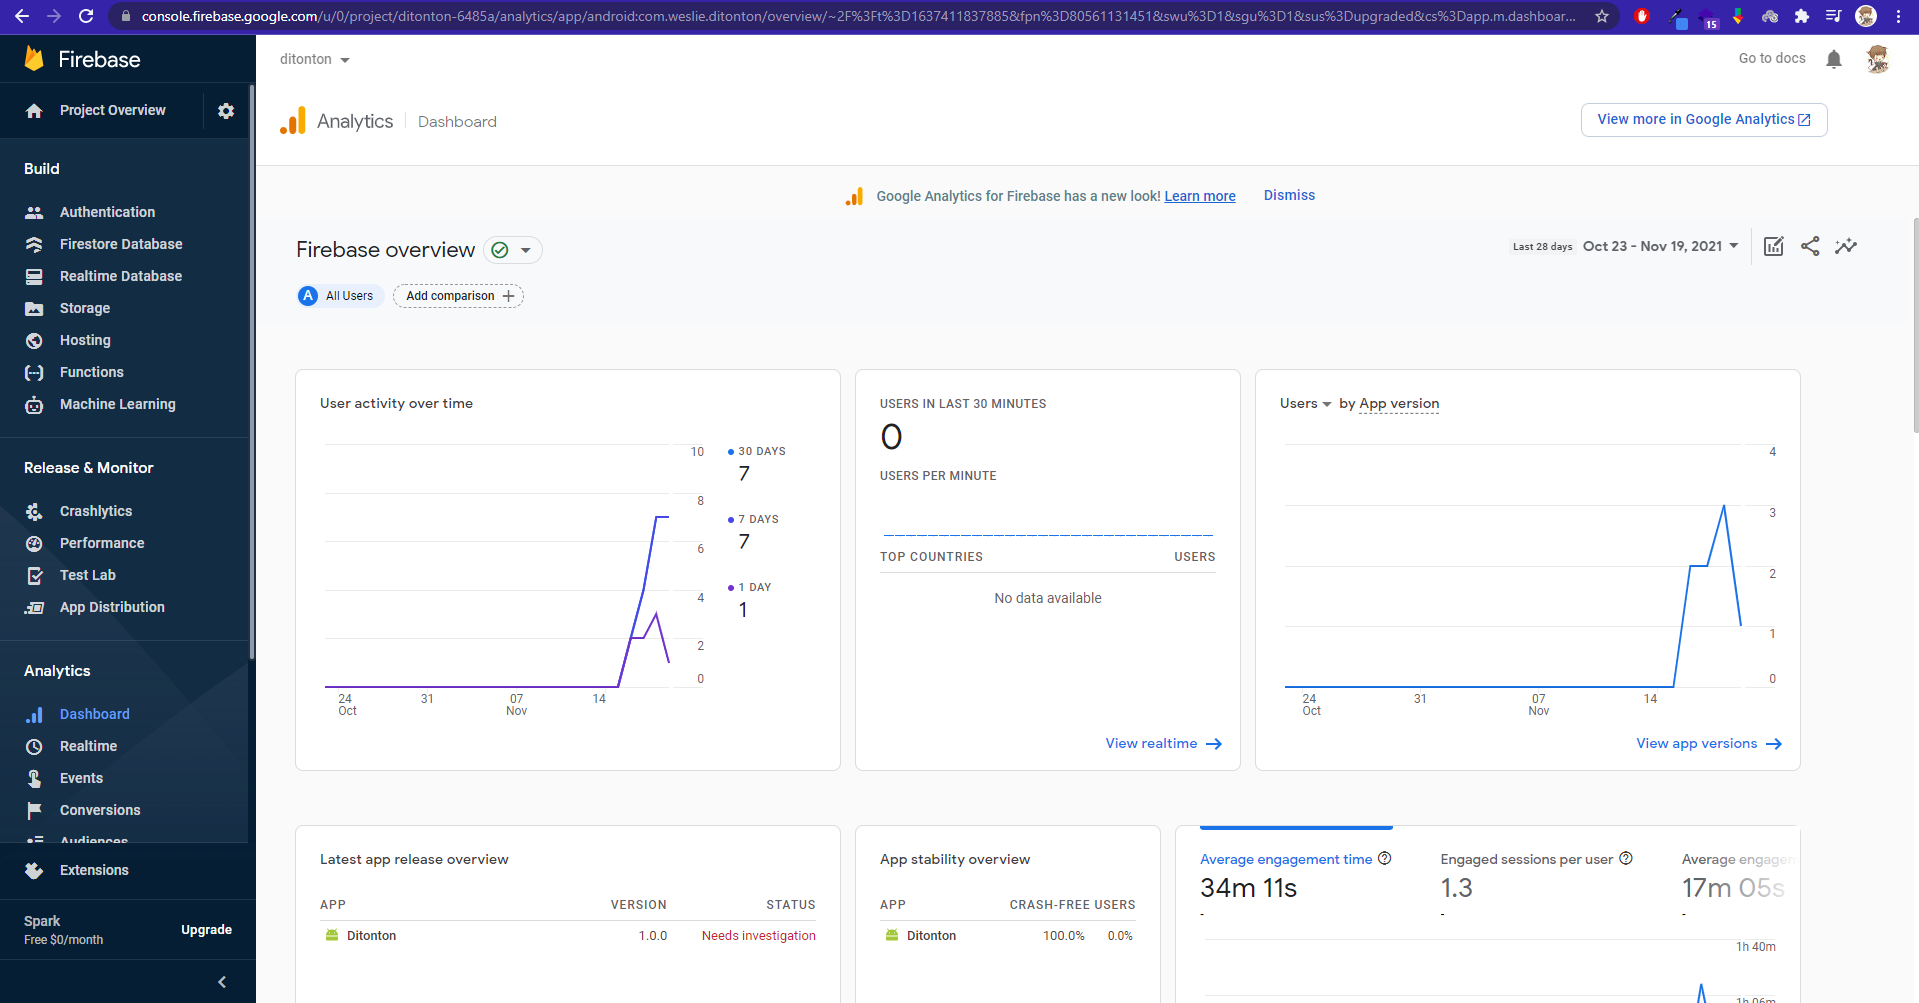 console.firebase.google.com/u/0/project/ditonton-6485a/analytics/app/android:com.weslie.ditonton/overview/~2F%3Ft%3D1637411837885&fpn%3D80561131451&swu%3D1&sgu%3D1&sus%3Dupgraded&cs%3Dapp.m.dashboar...
15
Firebase
ditonton
Go to docs
Project Overview
Analytics
Dashboard
View more in Google Analytics
Build
Authentication
Firestore Database
Realtime Database
Storage
Hosting
Functions
Machine Learning
Release & Monitor
Crashlytics
Performance
Test Lab
App Distribution
Analytics
Dashboard
Realtime
Events
Conversions
Audiences
Extensions
Spark
Free $0/month
Upgrade
Google Analytics for Firebase has a new look! Learn more
Dismiss
Firebase overview
Last 28 days
Oct 23 - Nov 19, 2021
A
All Users
Add comparison
User activity over time
10
8
6
4
2
0
24
Oct
31
07
Nov
14
30 DAYS
7
7 DAYS
7
1 DAY
1
USERS IN LAST 30 MINUTES
0
USERS PER MINUTE
TOP COUNTRIES
USERS
No data available
View realtime
Users by App version
4
3
2
1
0
24
Oct
31
07
Nov
14
View app versions
Latest app release overview
APP VERSION STATUS
Ditonton 1.0.0 Needs investigation
App stability overview
APP CRASH-FREE USERS
Ditonton 100.0% 0.0%
Average engagement time
34m 11s
-
Engaged sessions per user
1.3
-
Average engagem
17m 05s
-
1h 40m
1h 06m